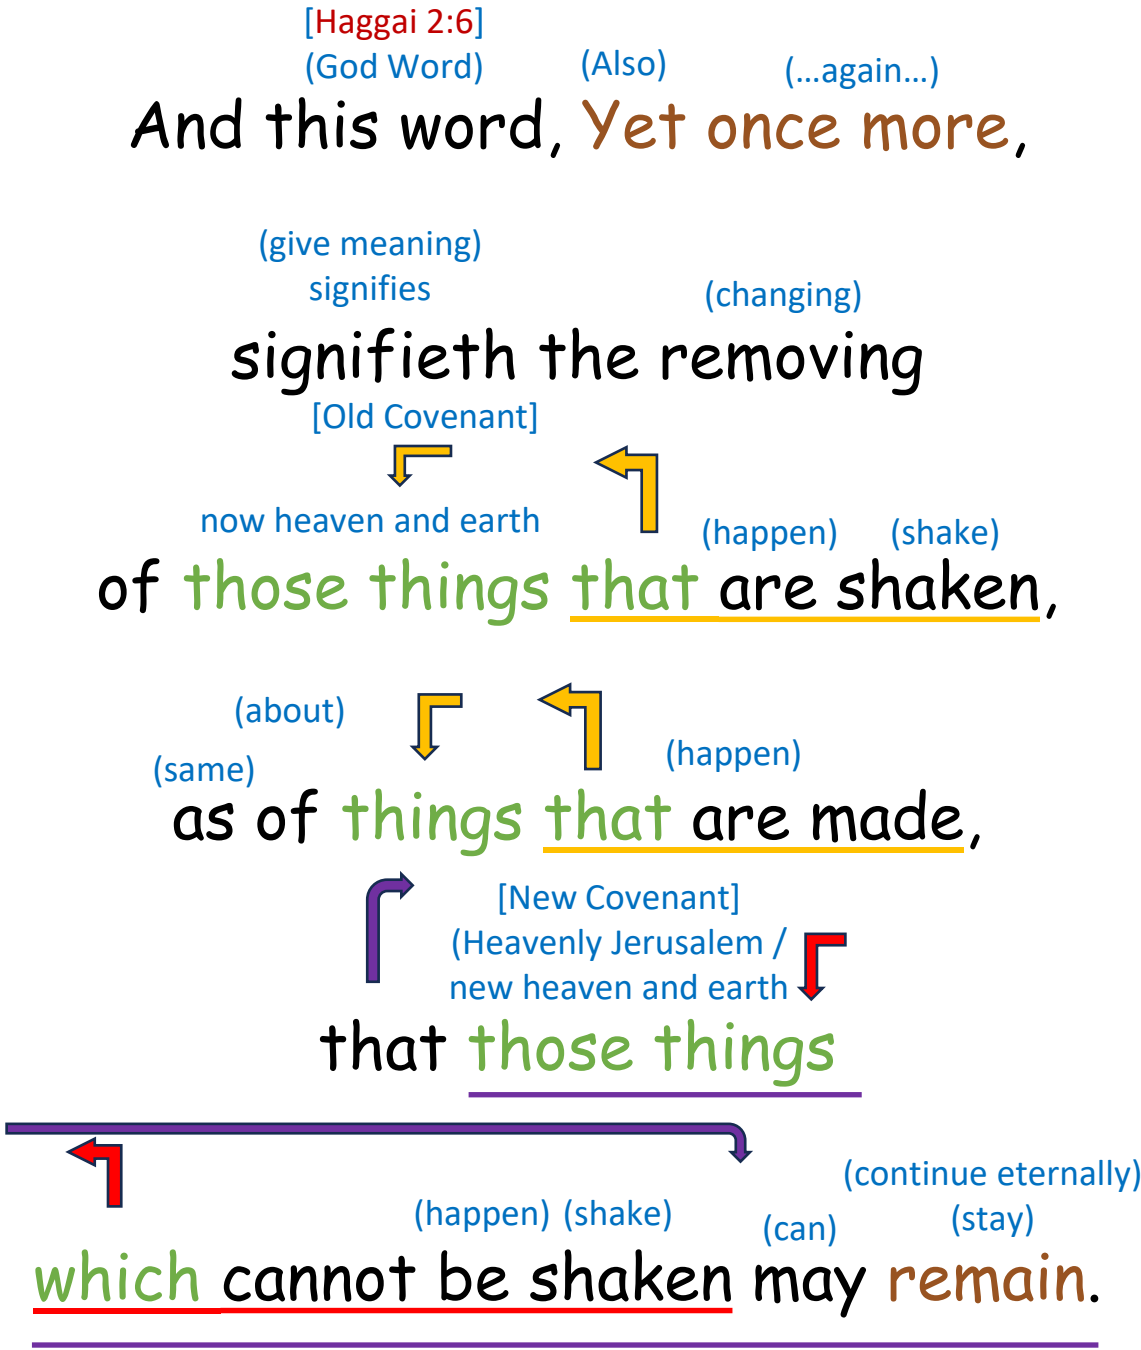 [Haggai 2:6]
(God Word) (Also) (...again...)
And this word, Yet once more,
(give meaning)
signifies (changing)
signifieth the removing
[Old Covenant]
now heaven and earth (happen) (shake)
of those things that are shaken,
(about)
(same) (happen)
as of things that are made,
[New Covenant]
(Heavenly Jerusalem /
new heaven and earth
that those things
(continue eternally)
(happen) (shake) (can) (stay)
which cannot be shaken may remain.